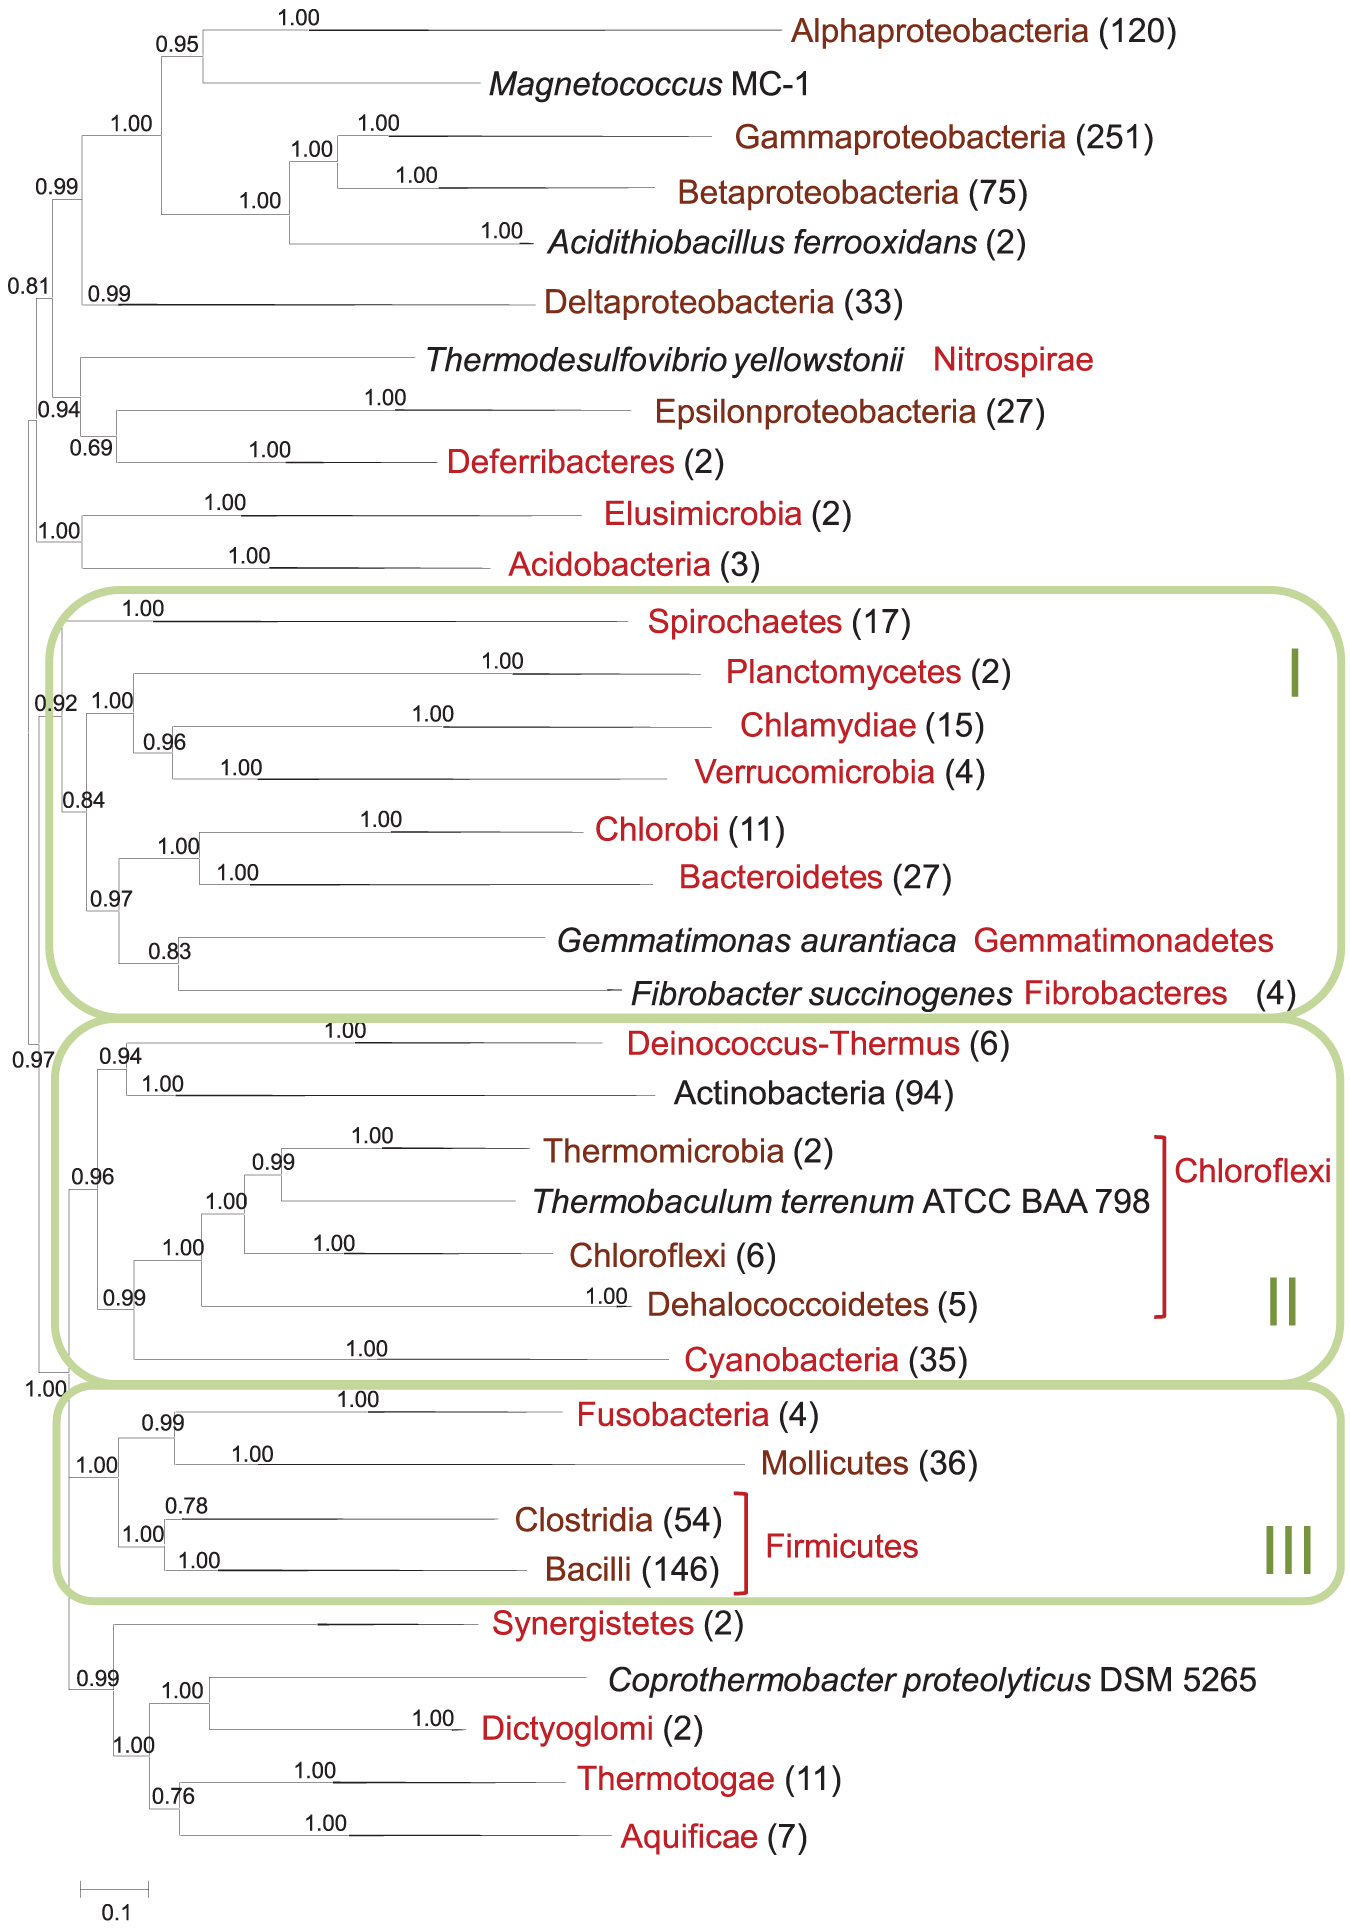 1.00
Alphaproteobacteria (120)
0.95
Magnetococcus MC-1
1.00
1.00
Gammaproteobacteria (251)
1.00
1.00
Betaproteobacteria (75)
0.99
1.00
1.00
Acidithiobacillus ferrooxidans (2)
0.81
0.99
Deltaproteobacteria (33)
Thermodesulfovibrio yellowstonii Nitrospirae
0.94
1.00
Epsilonproteobacteria (27)
0.69
1.00
Deferribacteres (2)
1.00
Elusimicrobia (2)
1.00
1.00
Acidobacteria (3)
1.00
Spirochaetes (17)
I
1.00
Planctomycetes (2)
0.92
1.00
1.00
Chlamydiae (15)
0.96
1.00
Verrucomicrobia (4)
0.84
1.00
Chlorobi (11)
1.00
1.00
Bacteroidetes (27)
0.97
0.83
Gemmatimonas aurantiaca Gemmatimonadetes
Fibrobacter succinogenes Fibrobacteres (4)
1.00
Deinococcus-Thermus (6)
0.97
0.94
1.00
Actinobacteria (94)
1.00
Thermomicrobia (2)
Chloroflexi
0.99
0.96
Thermobaculum terrenum ATCC BAA 798
1.00
1.00
1.00
Chloroflexi (6)
0.99
1.00
Dehalococcoidetes (5)
II
1.00
Cyanobacteria (35)
1.00
1.00
Fusobacteria (4)
0.99
1.00
1.00
Mollicutes (36)
0.78
Clostridia (54)
1.00
Firmicutes
III
1.00
Bacilli (146)
Synergistetes (2)
0.99
Coprothermobacter proteolyticus DSM 5265
1.00
1.00
Dictyoglomi (2)
1.00
1.00
Thermotogae (11)
0.76
1.00
Aquificae (7)
0.1